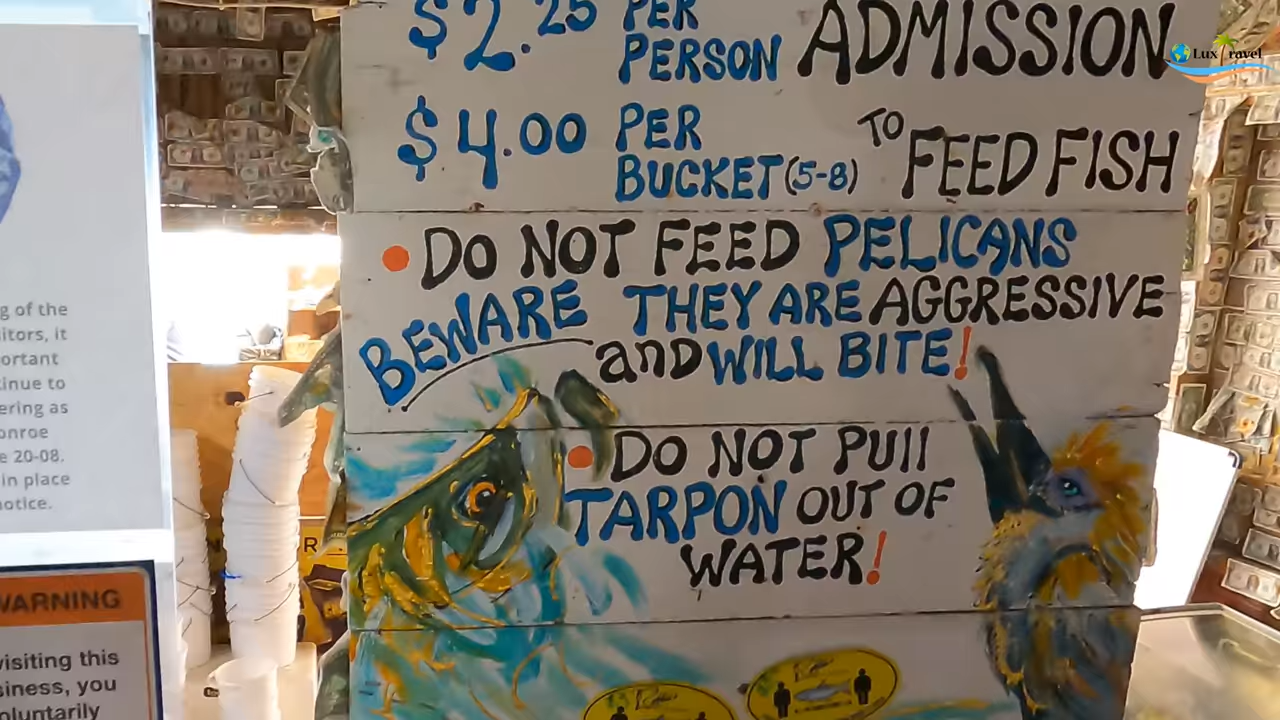 $2.25 PER PERSON ADMISSION
$4.00 PER BUCKET (5-8) TO FEED FISH
DO NOT FEED PELICANS
BEWARE THEY ARE AGGRESSIVE
and WILL BITE!
DO NOT PUll
TARPON OUT OF
WATER!
g of the
itors, it
ortant
tinue to
ering as
onroe
e 20-08.
in place
notice.
WARNING
visiting this
siness, you
oluntarily
Lux Travel